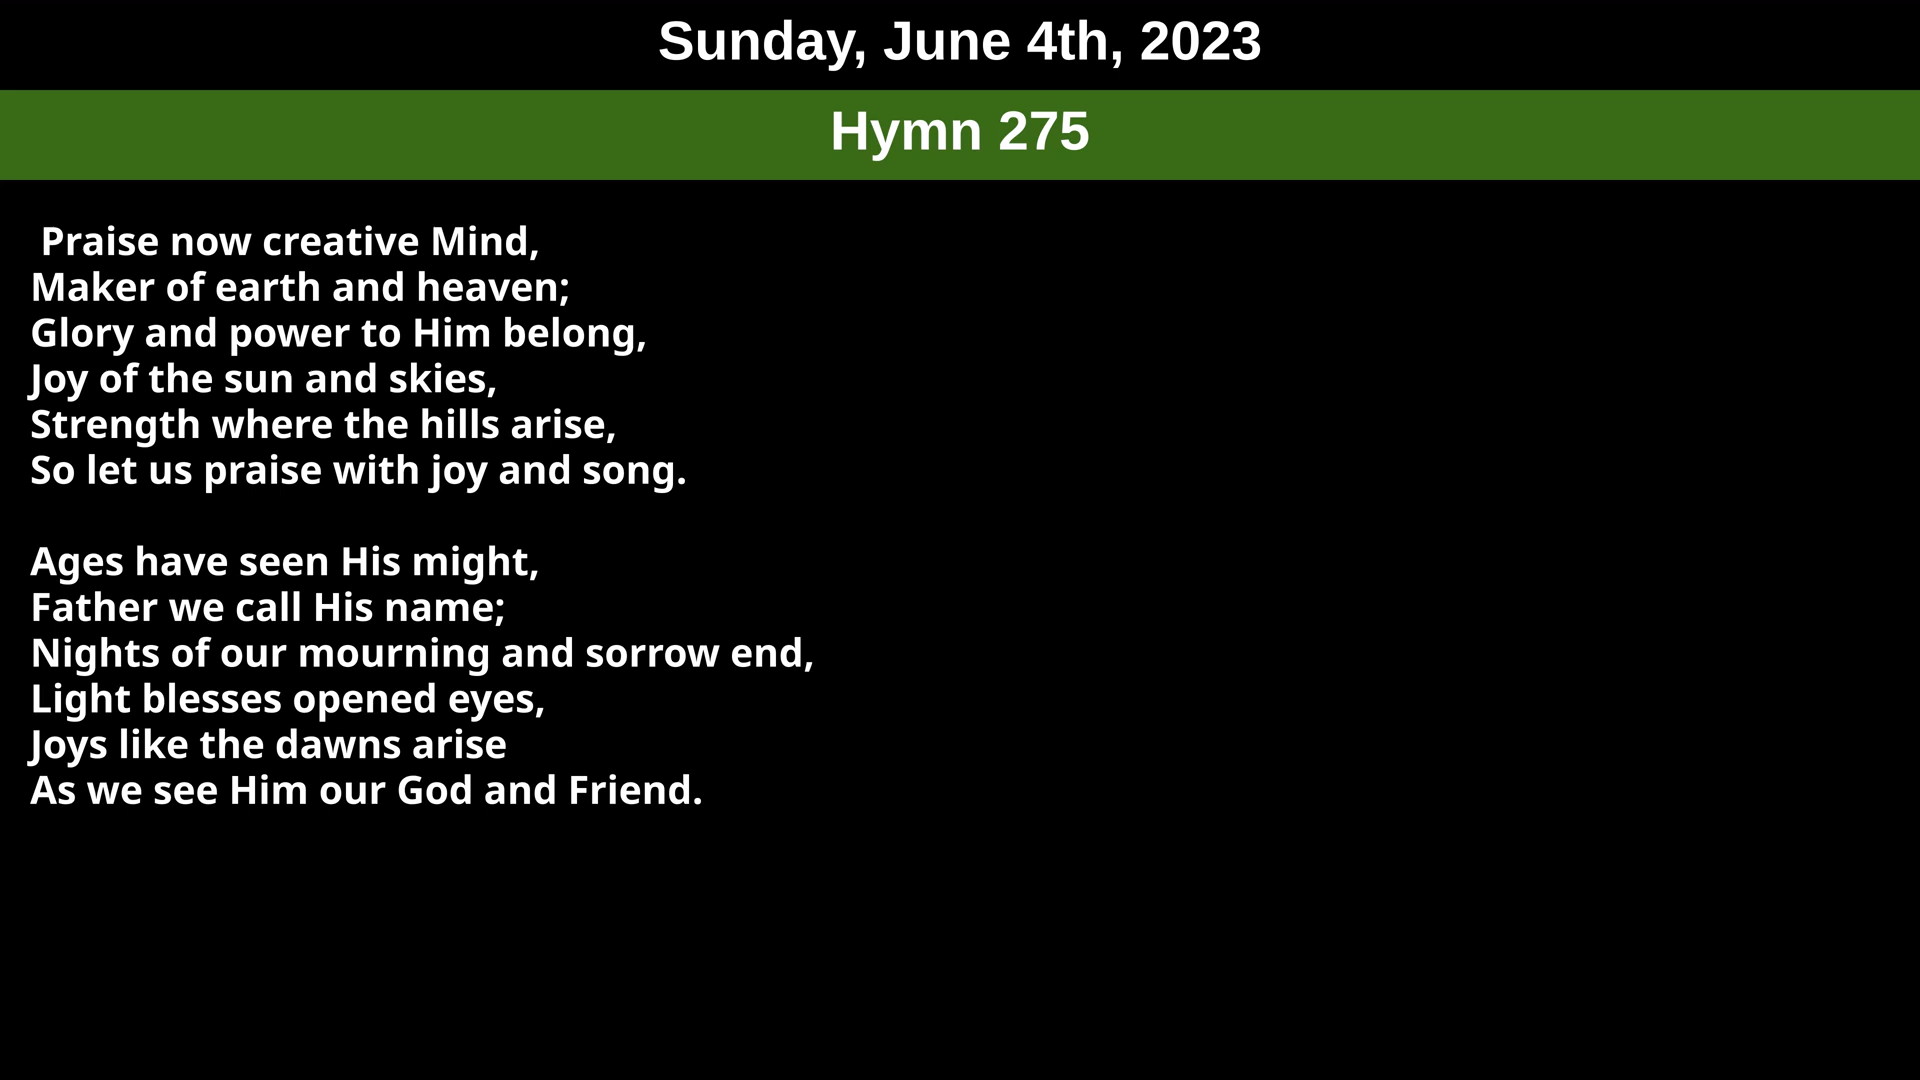 Sunday, June 4th, 2023
Hymn 275
Praise now creative Mind,
Maker of earth and heaven;
Glory and power to Him belong,
Joy of the sun and skies,
Strength where the hills arise,
So let us praise with joy and song.

Ages have seen His might,
Father we call His name;
Nights of our mourning and sorrow end,
Light blesses opened eyes,
Joys like the dawns arise
As we see Him our God and Friend.